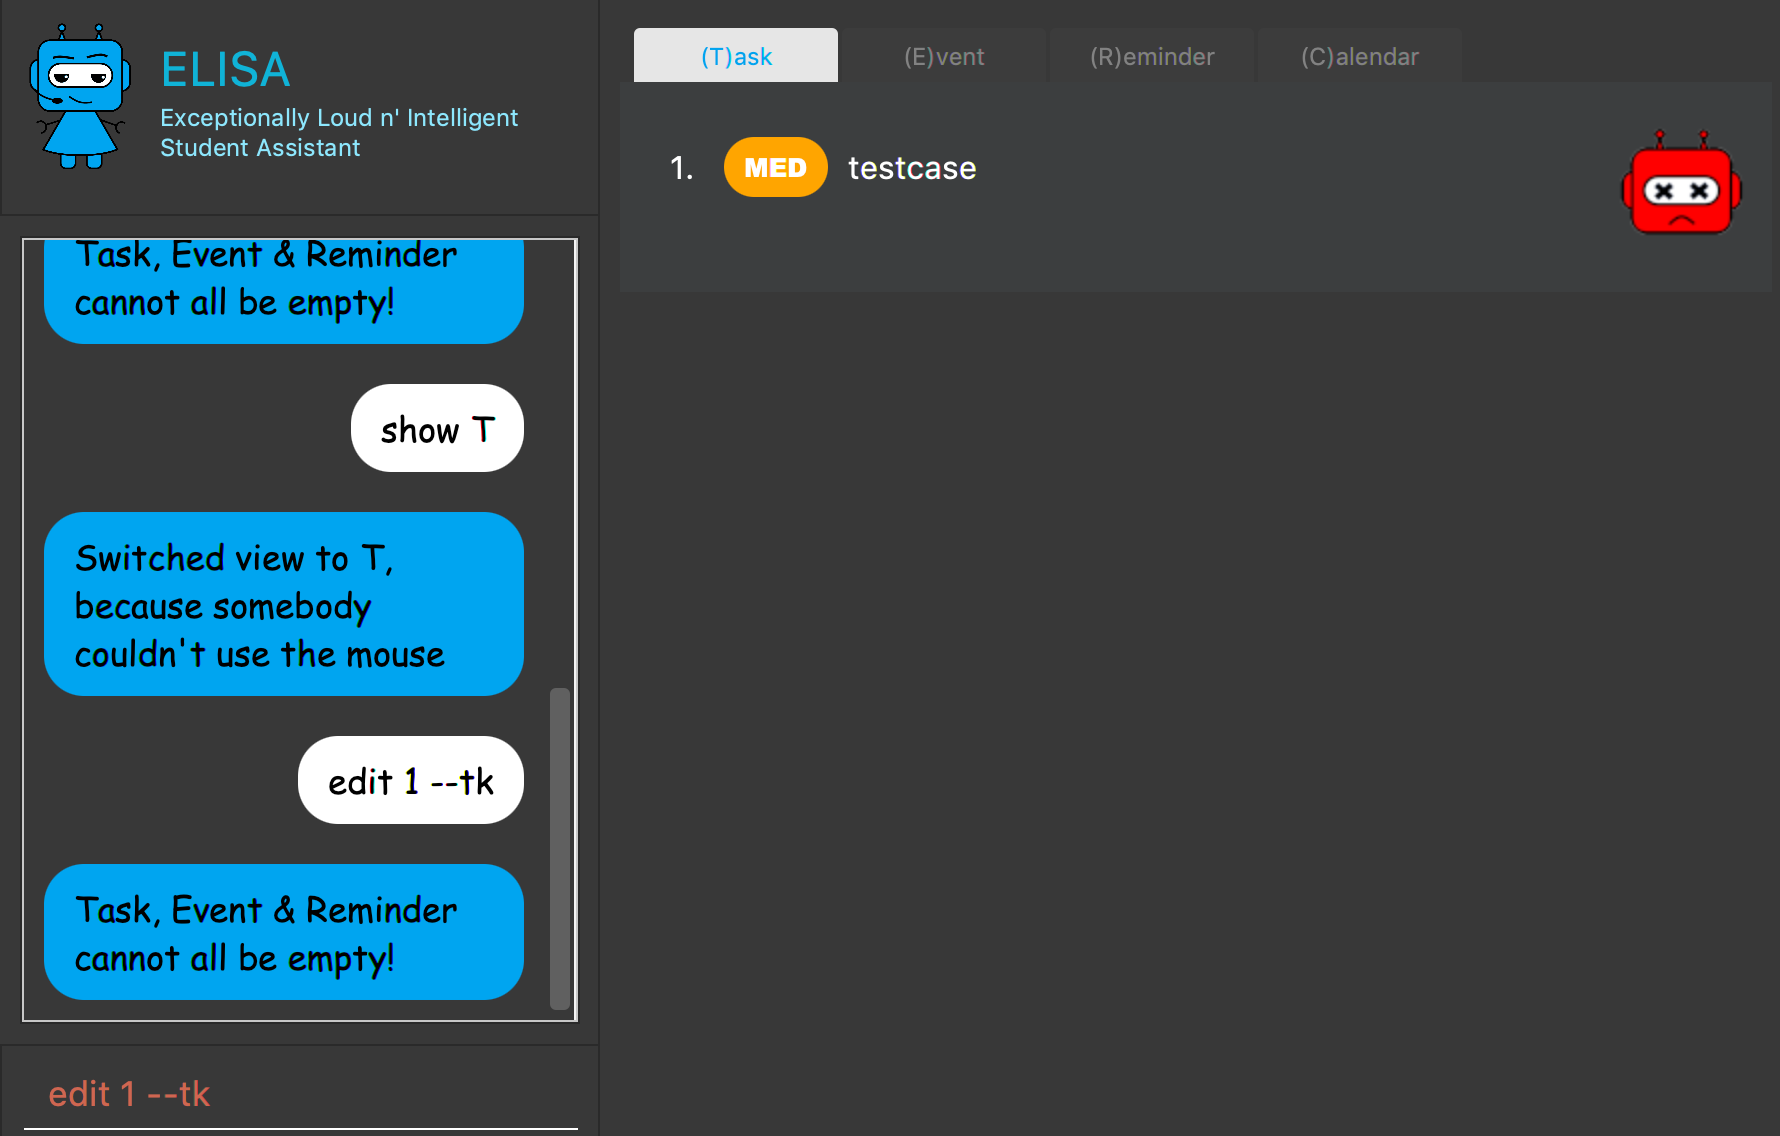 ELISA
Exceptionally Loud n' Intelligent
Student Assistant
Task, Event & Reminder
cannot all be empty!
show T
Switched view to T,
because somebody
couldn't use the mouse
edit 1 --tk
Task, Event & Reminder
cannot all be empty!
edit 1 --tk
(T)ask
(E)vent
(R)eminder
(C)alendar
1. MED testcase